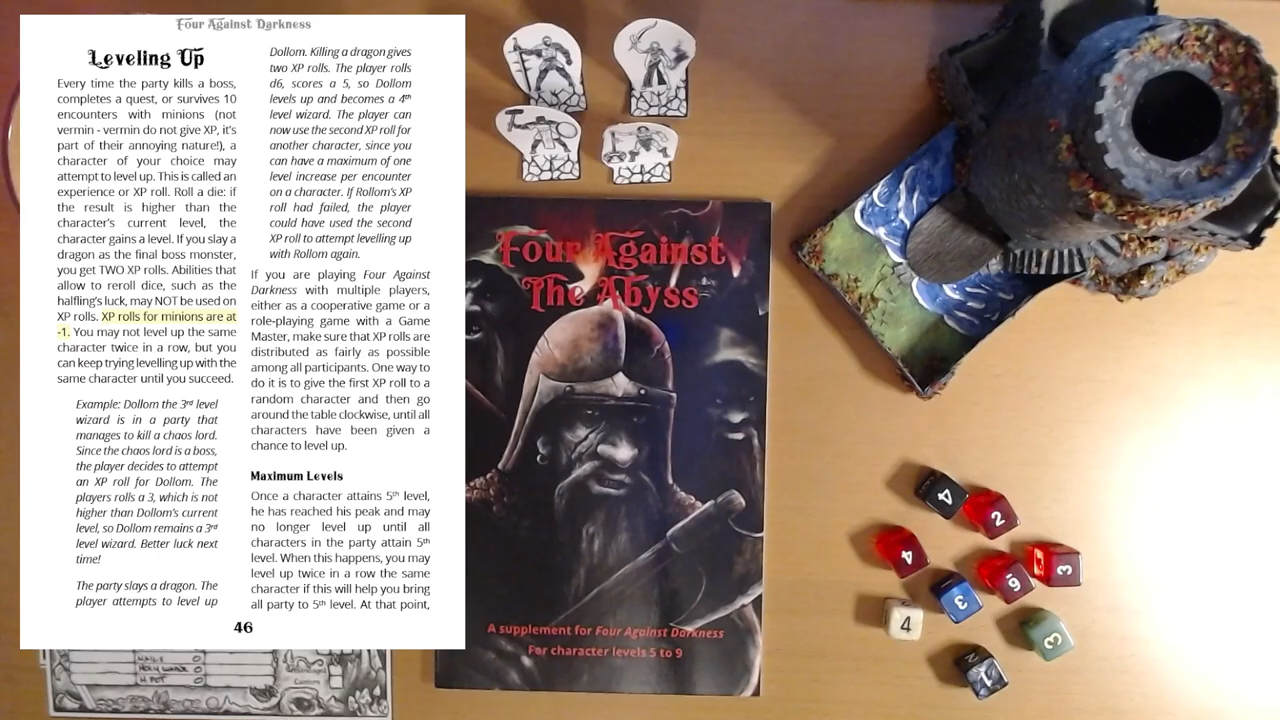 Four Against Darkness
Leveling Up
Every time the party kills a boss,
completes a quest, or survives 10
encounters with minions (not
vermin - vermin do not give XP, it's
part of their annoying nature!), a
character of your choice may
attempt to level up. This is called an
experience or XP roll. Roll a die: if
the result is higher than the
character's current level, the
character gains a level. If you slay a
dragon as the final boss monster,
you get TWO XP rolls. Abilities that
allow to reroll dice, such as the
halfling's luck, may NOT be used on
XP rolls. XP rolls for minions are at
-1. You may not level up the same
character twice in a row, but you
can keep trying levelling up with the
same character until you succeed.
Example: Dollom the 3rd level
wizard is in a party that
manages to kill a chaos lord.
Since the chaos lord is a boss,
the player decides to attempt
an XP roll for Dollom. The
players rolls a 3, which is not
higher than Dollom's current
level, so Dollom remains a 3rd
level wizard. Better luck next
time!
The party slays a dragon. The
player attempts to level up
Dollom. Killing a dragon gives
two XP rolls. The player rolls
d6, scores a 5, so Dollom
levels up and becomes a 4th
level wizard. The player can
now use the second XP roll for
another character, since you
can have a maximum of one
level increase per encounter
on a character. If Rollom's XP
roll had failed, the player
could have used the second
XP roll to attempt levelling up
with Rollom again.
If you are playing Four Against
Darkness with multiple players,
either as a cooperative game or a
role-playing game with a Game
Master, make sure that XP rolls are
distributed as fairly as possible
among all participants. One way to
do it is to give the first XP roll to a
random character and then go
around the table clockwise, until all
characters have been given a
chance to level up.
Maximum Levels
Once a character attains 5th level,
he has reached his peak and may
no longer level up until all
characters in the party attain 5th
level. When this happens, you may
level up twice in a row the same
character if this will help you bring
all party to 5th level. At that point,
46
Four Against
The Abyss
A supplement for Four Against Darkness
For character levels 5 to 9
4
2
4
6
3
3
4
3
2
1
HOLY WATER 0
H. POT 0